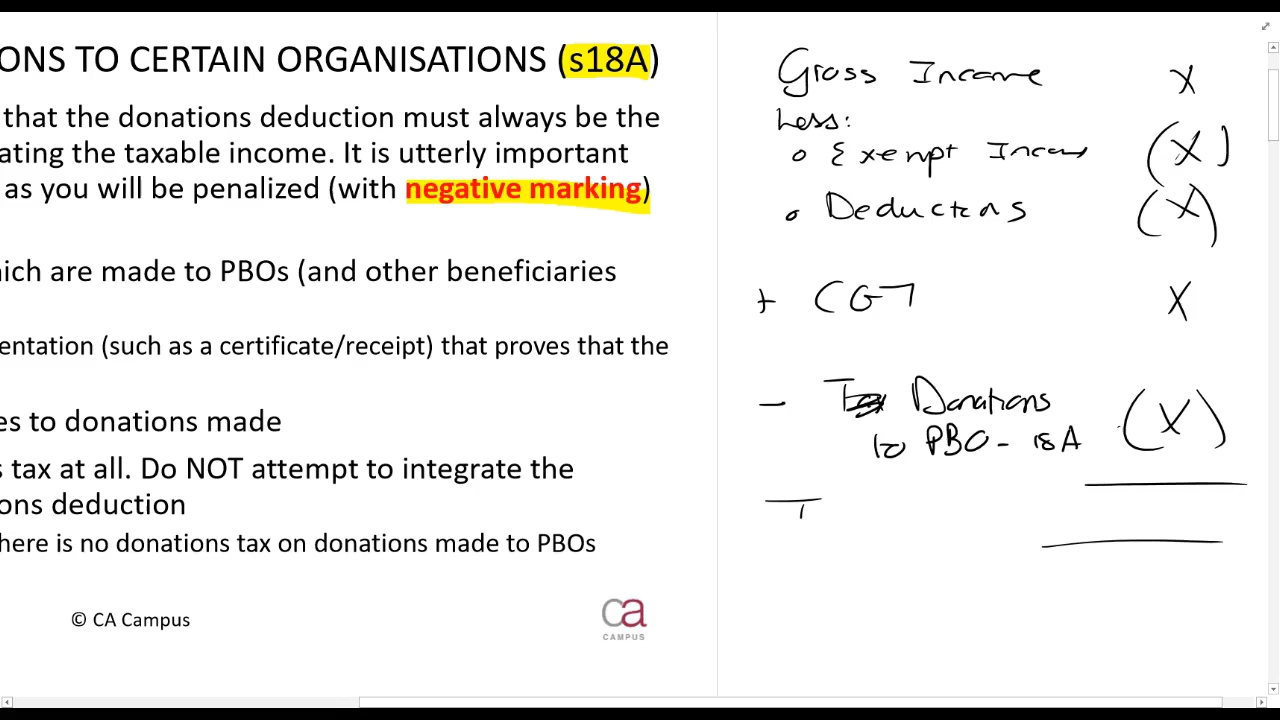 ONS TO CERTAIN ORGANISATIONS (s18A)
that the donations deduction must always be the
ating the taxable income. It is utterly important
as you will be penalized (with negative marking)
hich are made to PBOs (and other beneficiaries
entation (such as a certificate/receipt) that proves that the
es to donations made
s tax at all. Do NOT attempt to integrate the
ons deduction
here is no donations tax on donations made to PBOs
© CA Campus
ca
CAMPUS
Gross Income X
Less:
Exempt (X)
Deductions (X)
+ CGT X
- Donations (X)
to PBO - 18A
T